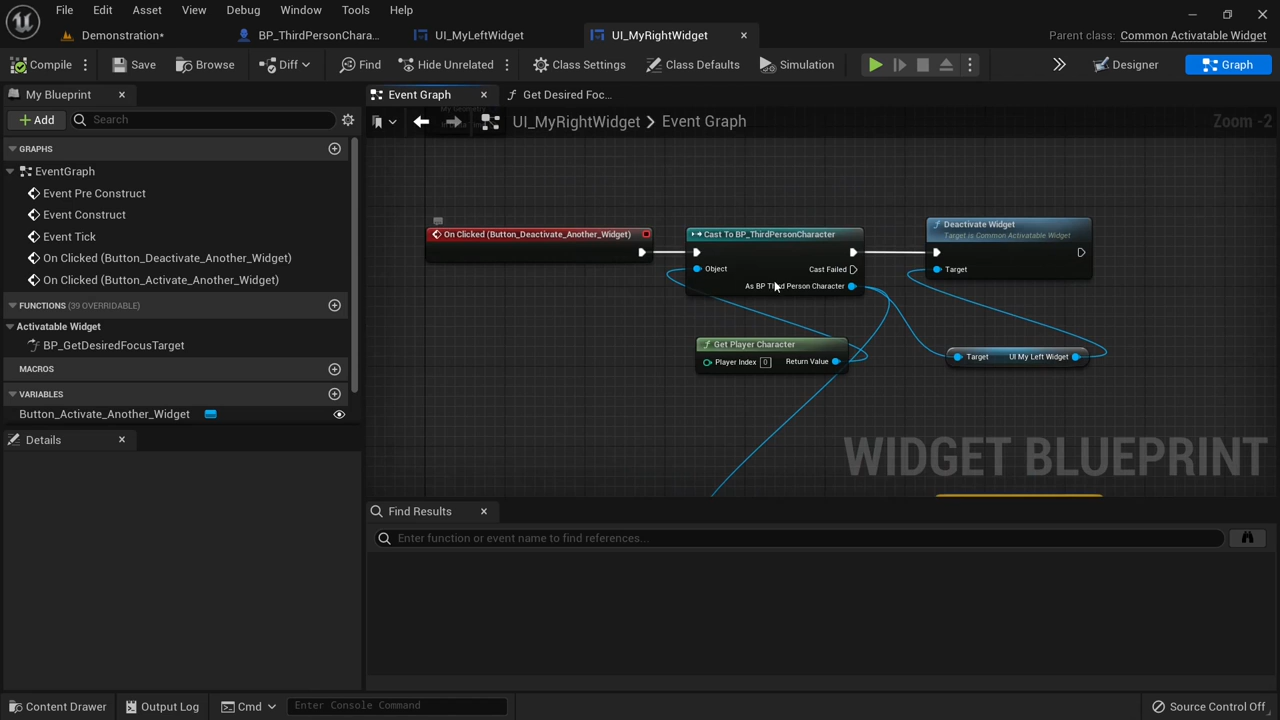 File Edit Asset View Debug Window Tools Help
Demonstration*
BP_ThirdPersonChara...
UI_MyLeftWidget
UI_MyRightWidget
Parent class: Common Activatable Widget
Compile
Save
Browse
Diff
Find
Hide Unrelated
Class Settings
Class Defaults
Simulation
Designer
Graph
My Blueprint
Add
Search
GRAPHS
EventGraph
Event Pre Construct
Event Construct
Event Tick
On Clicked (Button_Deactivate_Another_Widget)
On Clicked (Button_Activate_Another_Widget)
FUNCTIONS (39 OVERRIDABLE)
Activatable Widget
BP_GetDesiredFocusTarget
MACROS
VARIABLES
Button_Activate_Another_Widget
Details
Event Graph
Get Desired Foc...
UI_MyRightWidget > Event Graph
Zoom -2
On Clicked (Button_Deactivate_Another_Widget)
Cast To BP_ThirdPersonCharacter
Object
Cast Failed
As BP Third Person Character
Deactivate Widget
Target is Common Activatable Widget
Target
Get Player Character
Player Index 0
Return Value
Target
UI My Left Widget
WIDGET BLUEPRINT
Find Results
Enter function or event name to find references...
Content Drawer
Output Log
Cmd
Enter Console Command
Source Control Off